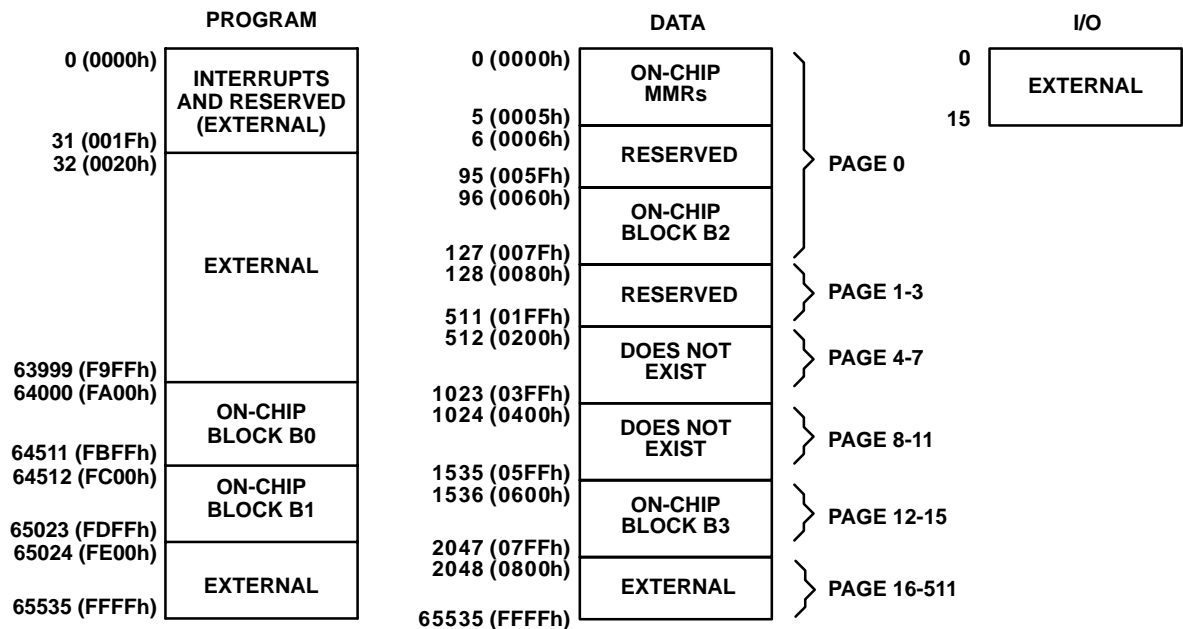 PROGRAM
0 (0000h)
INTERRUPTS
AND RESERVED
(EXTERNAL)
31 (001Fh)
32 (0020h)
EXTERNAL
63999 (F9FFh)
64000 (FA00h)
ON-CHIP
BLOCK B0
64511 (FBFFh)
64512 (FC00h)
ON-CHIP
BLOCK B1
65023 (FDFFh)
65024 (FE00h)
EXTERNAL
65535 (FFFFh)
DATA
0 (0000h)
ON-CHIP
MMRs
5 (0005h)
6 (0006h)
RESERVED
95 (005Fh)
96 (0060h)
ON-CHIP
BLOCK B2
127 (007Fh)
128 (0080h)
RESERVED
511 (01FFh)
512 (0200h)
DOES NOT
EXIST
1023 (03FFh)
1024 (0400h)
DOES NOT
EXIST
1535 (05FFh)
1536 (0600h)
ON-CHIP
BLOCK B3
2047 (07FFh)
2048 (0800h)
EXTERNAL
65535 (FFFFh)
PAGE 0
PAGE 1-3
PAGE 4-7
PAGE 8-11
PAGE 12-15
PAGE 16-511
I/O
0
EXTERNAL
15